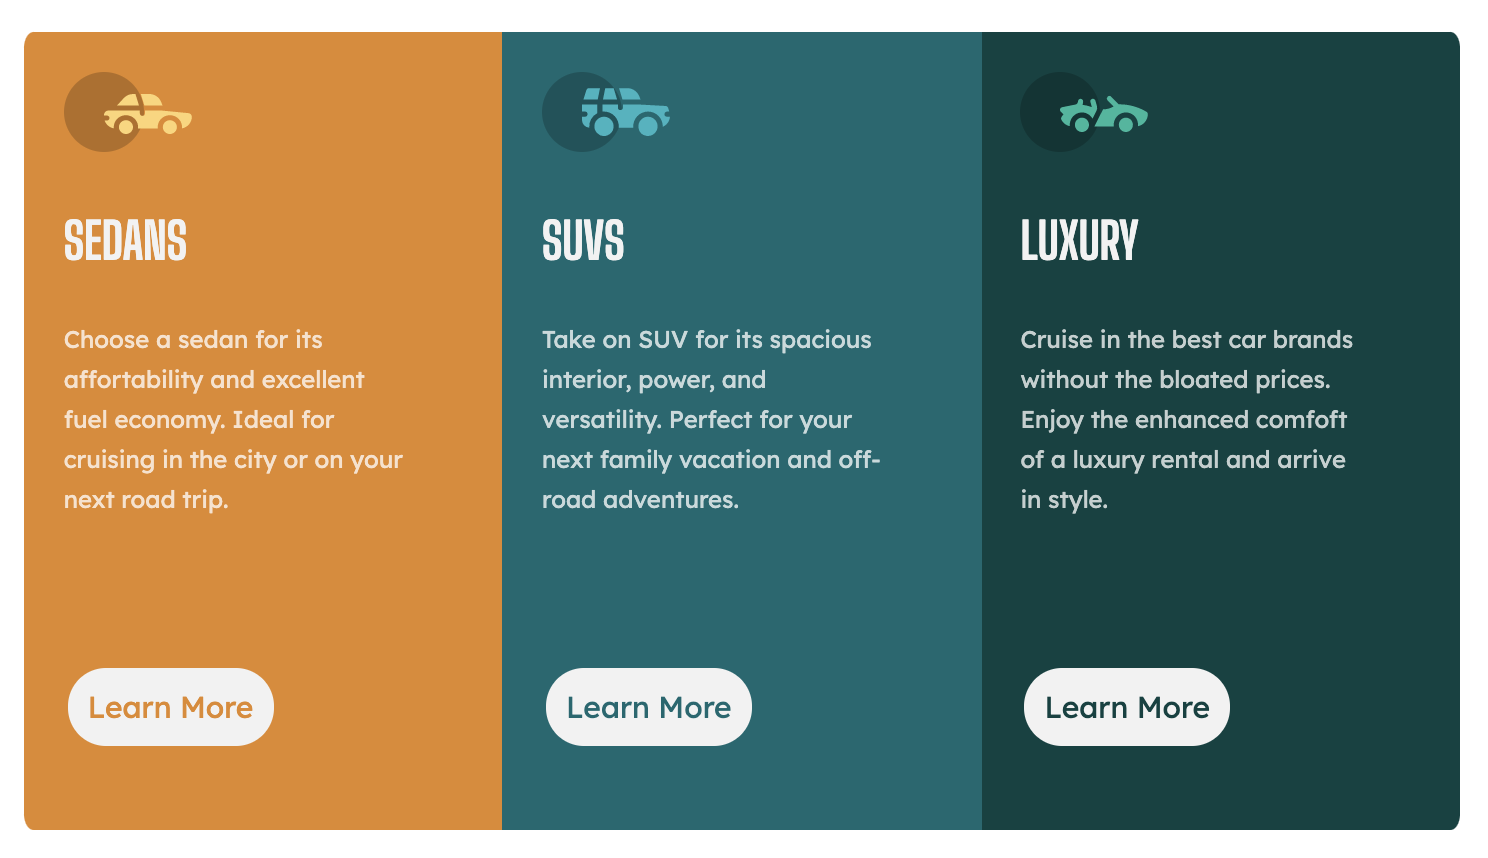 SEDANS
Choose a sedan for its
affortability and excellent
fuel economy. Ideal for
cruising in the city or on your
next road trip.
Learn More
SUVS
Take on SUV for its spacious
interior, power, and
versatility. Perfect for your
next family vacation and off-
road adventures.
Learn More
LUXURY
Cruise in the best car brands
without the bloated prices.
Enjoy the enhanced comfoft
of a luxury rental and arrive
in style.
Learn More